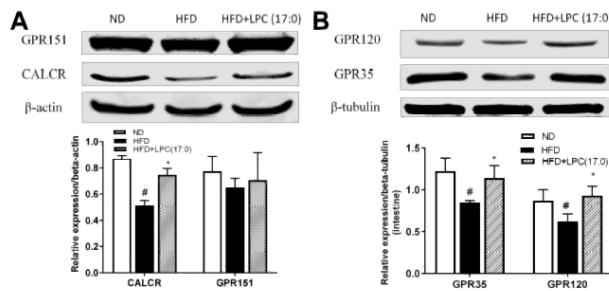 A
ND HFD HFD+LPC (17:0)
GPR151
CALCR
β-actin
Relative expression/beta-actin
1.0
0.8
0.6
0.4
0.2
0.0
ND
HFD
HFD+LPC(17:0)
#
*
CALCR GPR151
B
ND HFD HFD+LPC (17:0)
GPR120
GPR35
β-tubulin
Relative expression/beta-tubulin
(intestine)
1.5
1.0
0.5
0.0
ND
HFD
HFD+LPC(17:0)
#
*
#
*
GPR35 GPR120